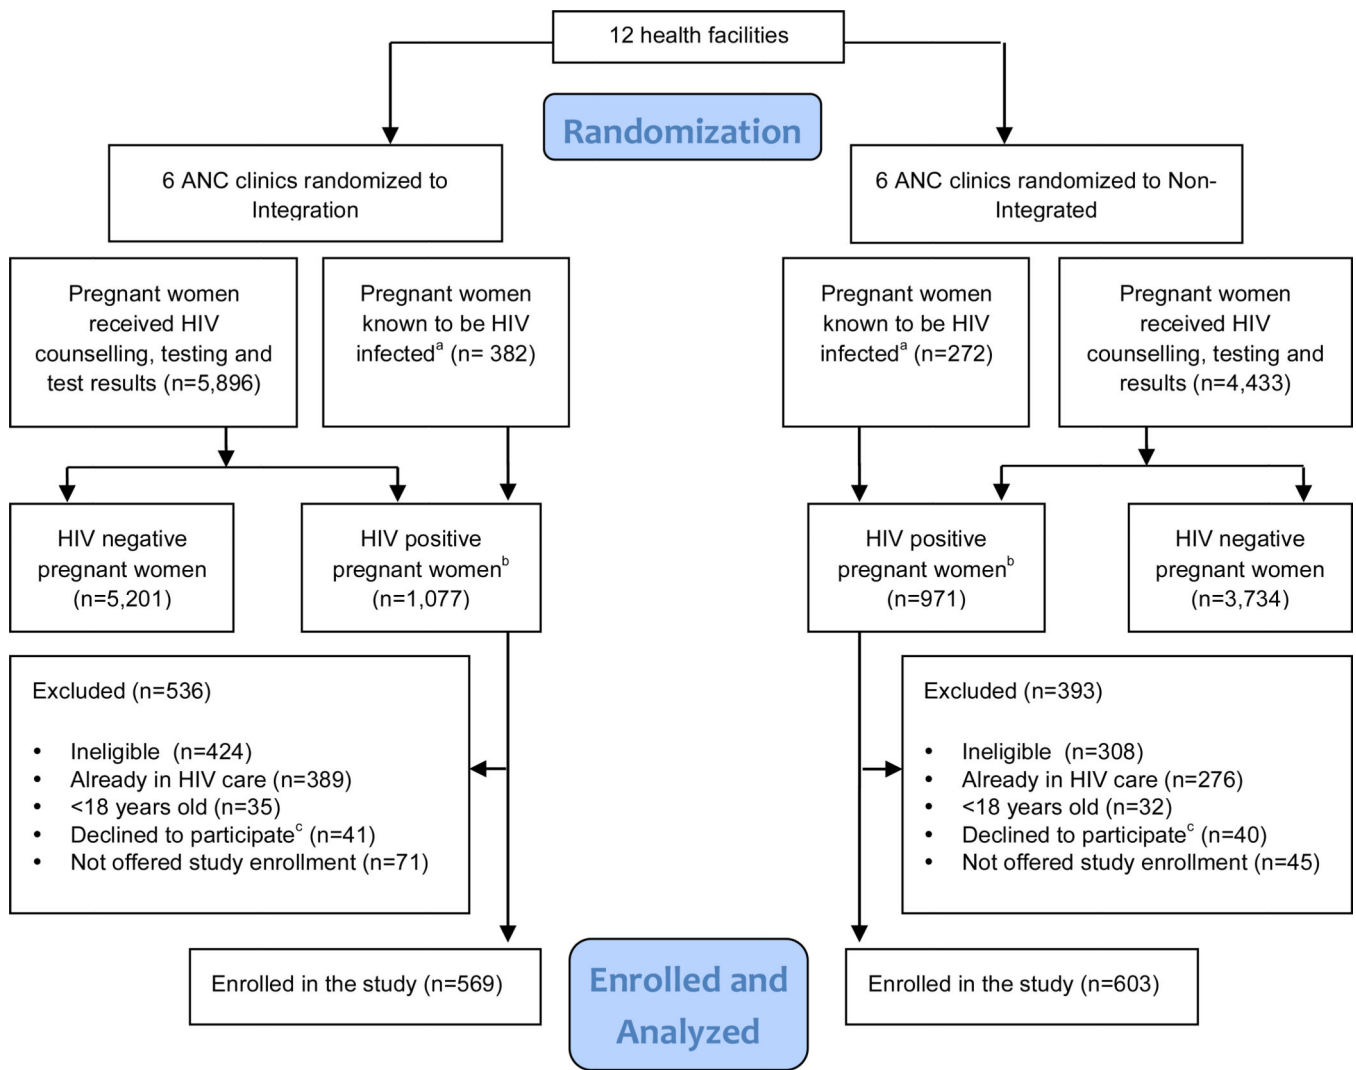 12 health facilities
Randomization
6 ANC clinics randomized to
Integration
6 ANC clinics randomized to Non-
Integrated
Pregnant women
received HIV
counselling, testing and
test results (n=5,896)
Pregnant women
known to be HIV
infectedᵃ (n= 382)
Pregnant women
known to be HIV
infectedᵃ (n=272)
Pregnant women
received HIV
counselling, testing and
results (n=4,433)
HIV negative
pregnant women
(n=5,201)
HIV positive
pregnant womenᵇ
(n=1,077)
HIV positive
pregnant womenᵇ
(n=971)
HIV negative
pregnant women
(n=3,734)
Excluded (n=536)
• Ineligible (n=424)
• Already in HIV care (n=389)
• <18 years old (n=35)
• Declined to participateᶜ (n=41)
• Not offered study enrollment (n=71)
Excluded (n=393)
• Ineligible (n=308)
• Already in HIV care (n=276)
• <18 years old (n=32)
• Declined to participateᶜ (n=40)
• Not offered study enrollment (n=45)
Enrolled in the study (n=569)
Enrolled and
Analyzed
Enrolled in the study (n=603)